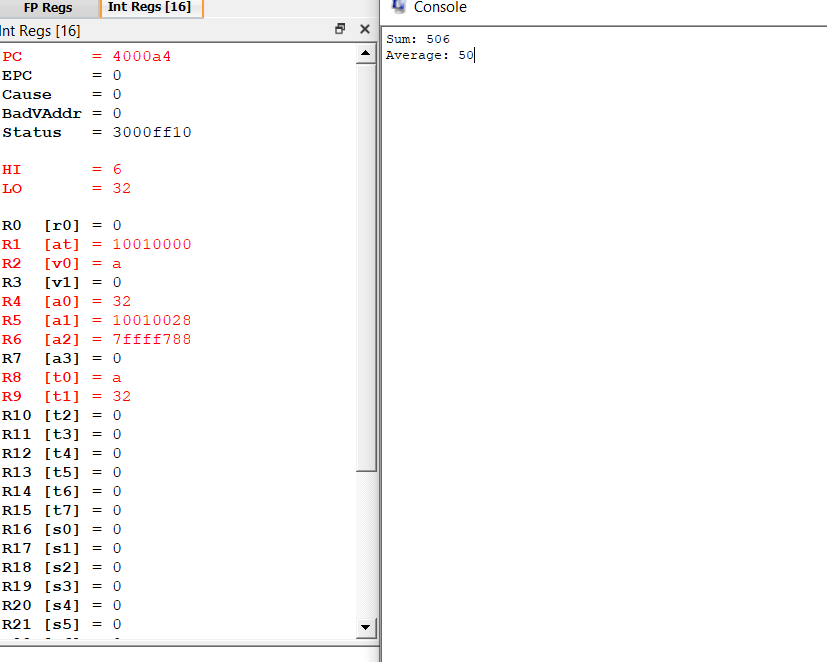 FP Regs Int Regs [16]
Int Regs [16]
PC = 4000a4
EPC = 0
Cause = 0
BadVAddr = 0
Status = 3000ff10
HI = 6
LO = 32
R0 [r0] = 0
R1 [at] = 10010000
R2 [v0] = a
R3 [v1] = 0
R4 [a0] = 32
R5 [a1] = 10010028
R6 [a2] = 7ffff788
R7 [a3] = 0
R8 [t0] = a
R9 [t1] = 32
R10 [t2] = 0
R11 [t3] = 0
R12 [t4] = 0
R13 [t5] = 0
R14 [t6] = 0
R15 [t7] = 0
R16 [s0] = 0
R17 [s1] = 0
R18 [s2] = 0
R19 [s3] = 0
R20 [s4] = 0
R21 [s5] = 0
Console
Sum: 506
Average: 50